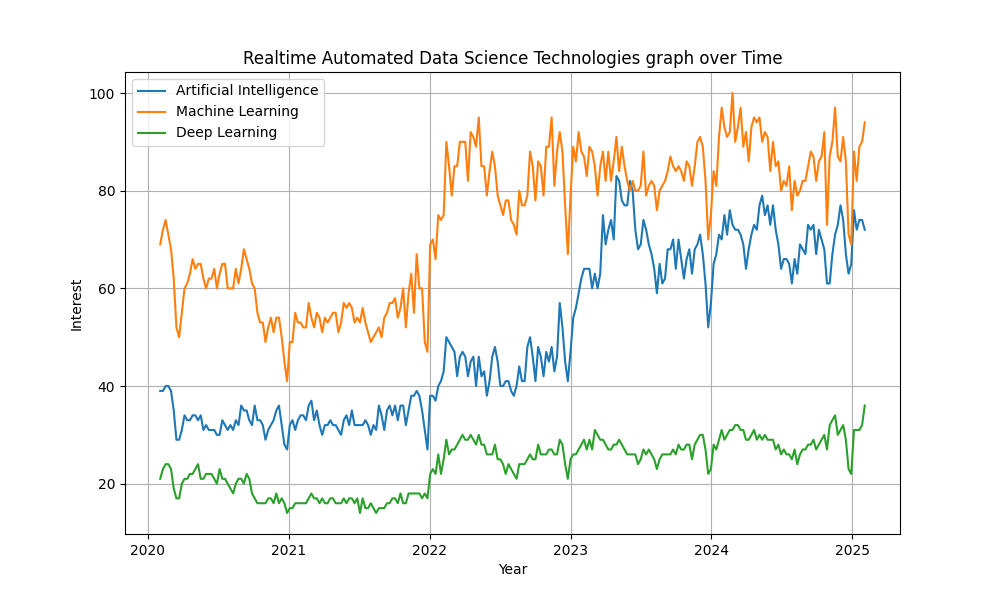 Realtime Automated Data Science Technologies graph over Time
Artificial Intelligence
Machine Learning
Deep Learning
100
80
60
40
20
Interest
2020 2021 2022 2023 2024 2025
Year